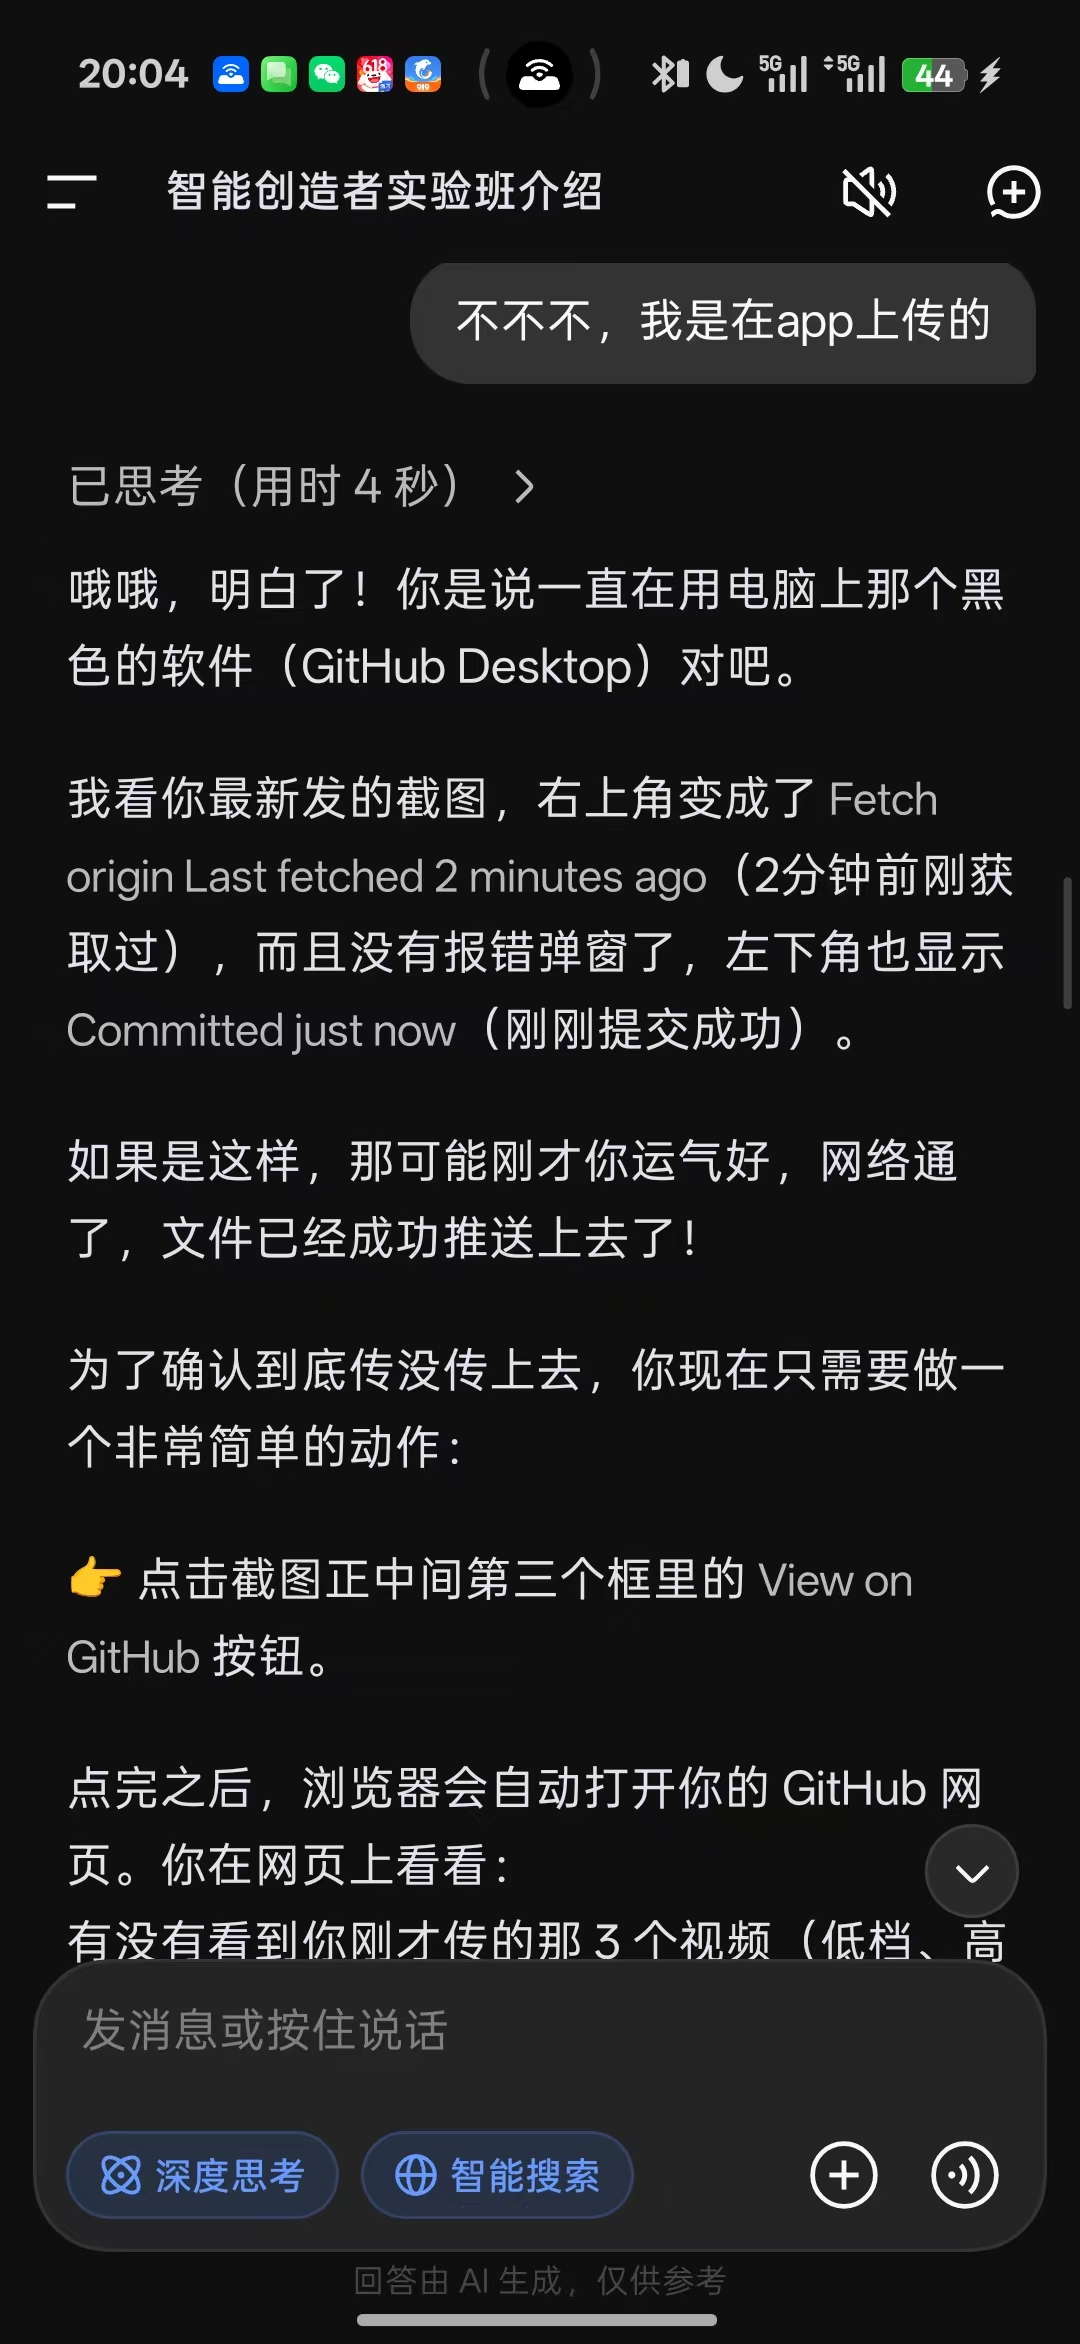 20:04
618
919
5G
5G
44
智能创造者实验班介绍
不不不，我是在app上传的
已思考（用时 4 秒）
哦哦，明白了！你是说一直在用电脑上那个黑
色的软件（GitHub Desktop）对吧。
我看你最新发的截图，右上角变成了 Fetch
origin Last fetched 2 minutes ago（2分钟前刚获
取过），而且没有报错弹窗了，左下角也显示
Committed just now（刚刚提交成功）。
如果是这样，那可能刚才你运气好，网络通
了，文件已经成功推送上去了！
为了确认到底传没传上去，你现在只需要做一
个非常简单的动作：
👉 点击截图正中间第三个框里的 View on
GitHub 按钮。
点完之后，浏览器会自动打开你的 GitHub 网
页。你在网页上看看：
有没有看到你刚才传的那 3 个视频（低档、高
发消息或按住说话
深度思考
智能搜索
回答由 AI 生成，仅供参考